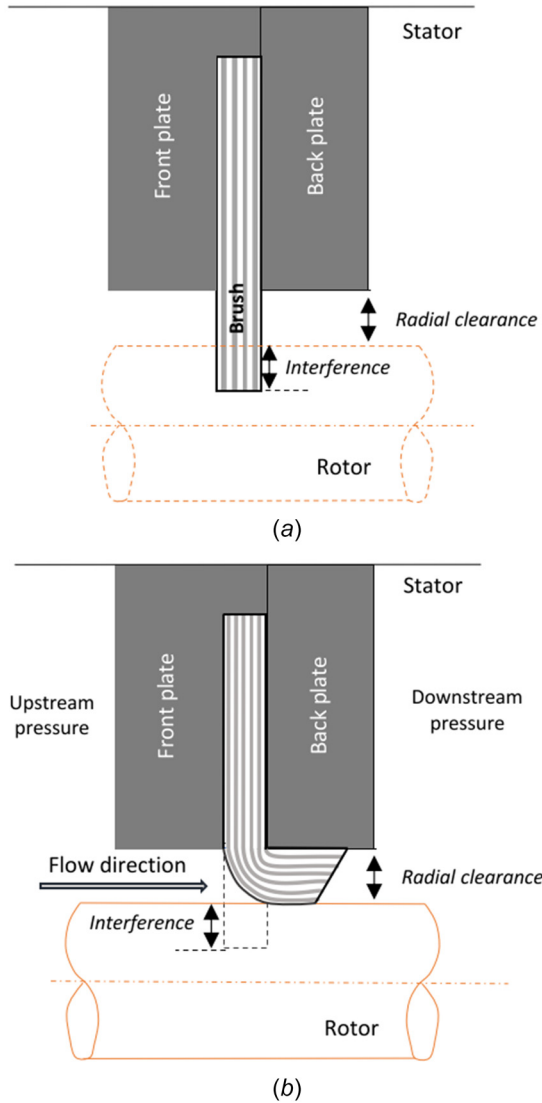 Stator
Front plate
Back plate
Brush
Radial clearance
Interference
Rotor
(a)
Stator
Front plate
Back plate
Upstream
pressure
Downstream
pressure
Flow direction
Radial clearance
Interference
Rotor
(b)